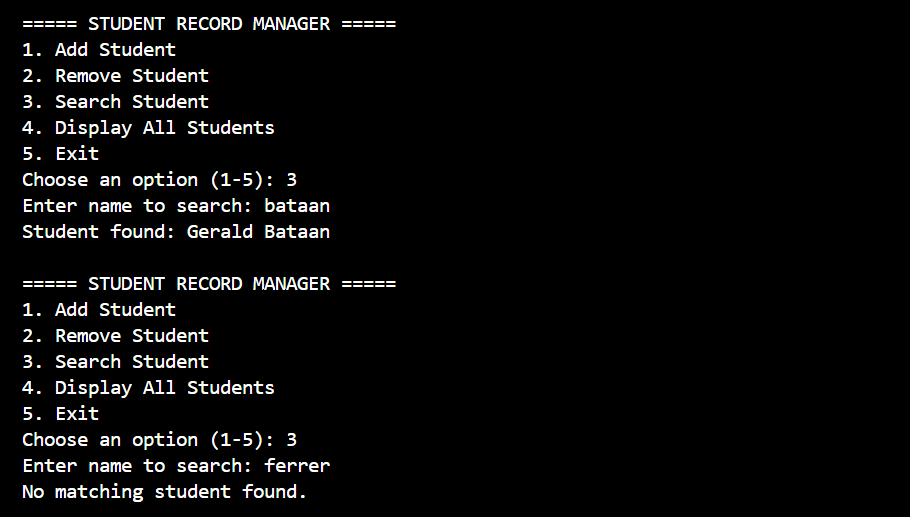 ===== STUDENT RECORD MANAGER =====
1. Add Student
2. Remove Student
3. Search Student
4. Display All Students
5. Exit
Choose an option (1-5): 3
Enter name to search: bataan
Student found: Gerald Bataan

===== STUDENT RECORD MANAGER =====
1. Add Student
2. Remove Student
3. Search Student
4. Display All Students
5. Exit
Choose an option (1-5): 3
Enter name to search: ferrer
No matching student found.